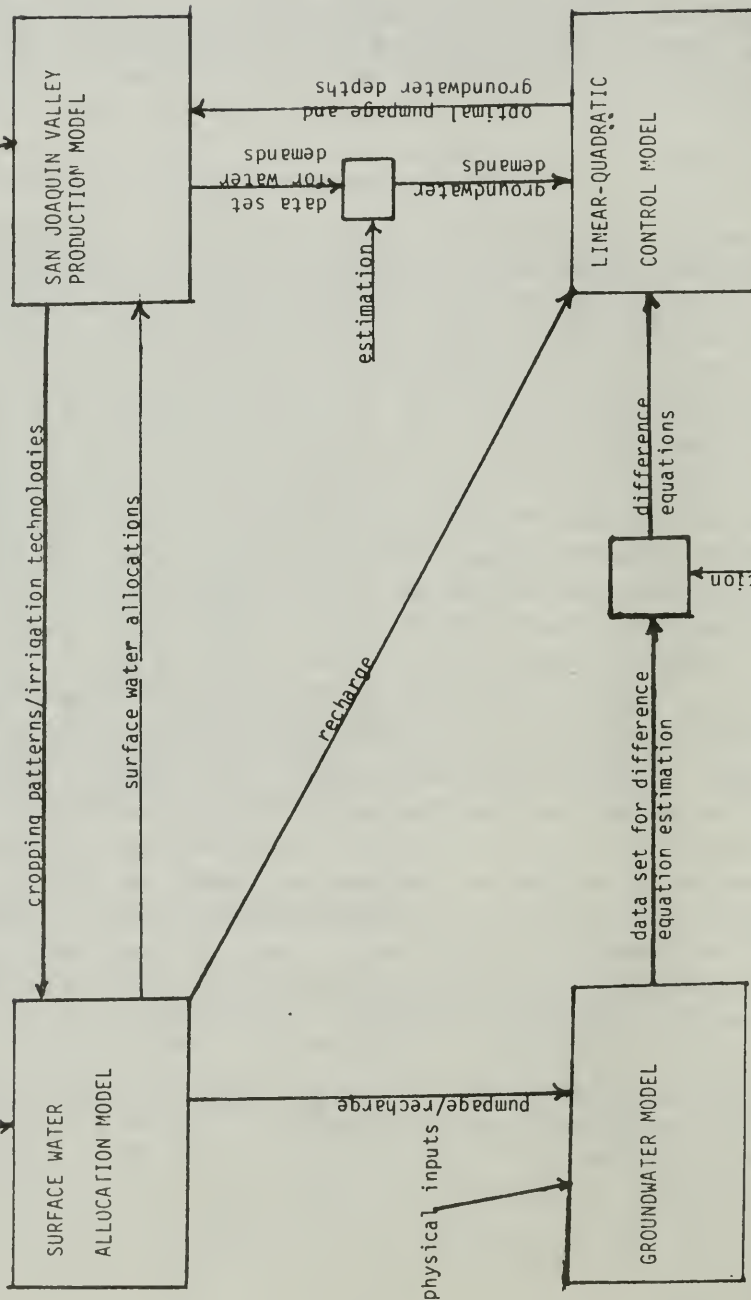 SAN JOAQUIN VALLEY
PRODUCTION MODEL
optimal pumpage and
groundwater depths
data set
for water
demands
groundwater
demands
estimation
LINEAR-QUADRATIC
CONTROL MODEL
cropping patterns/irrigation technologies
surface water allocations
recharge
difference
equations
data set for difference
equation estimation
SURFACE WATER
ALLOCATION MODEL
pumpage/recharge
physical inputs
GROUNDWATER MODEL